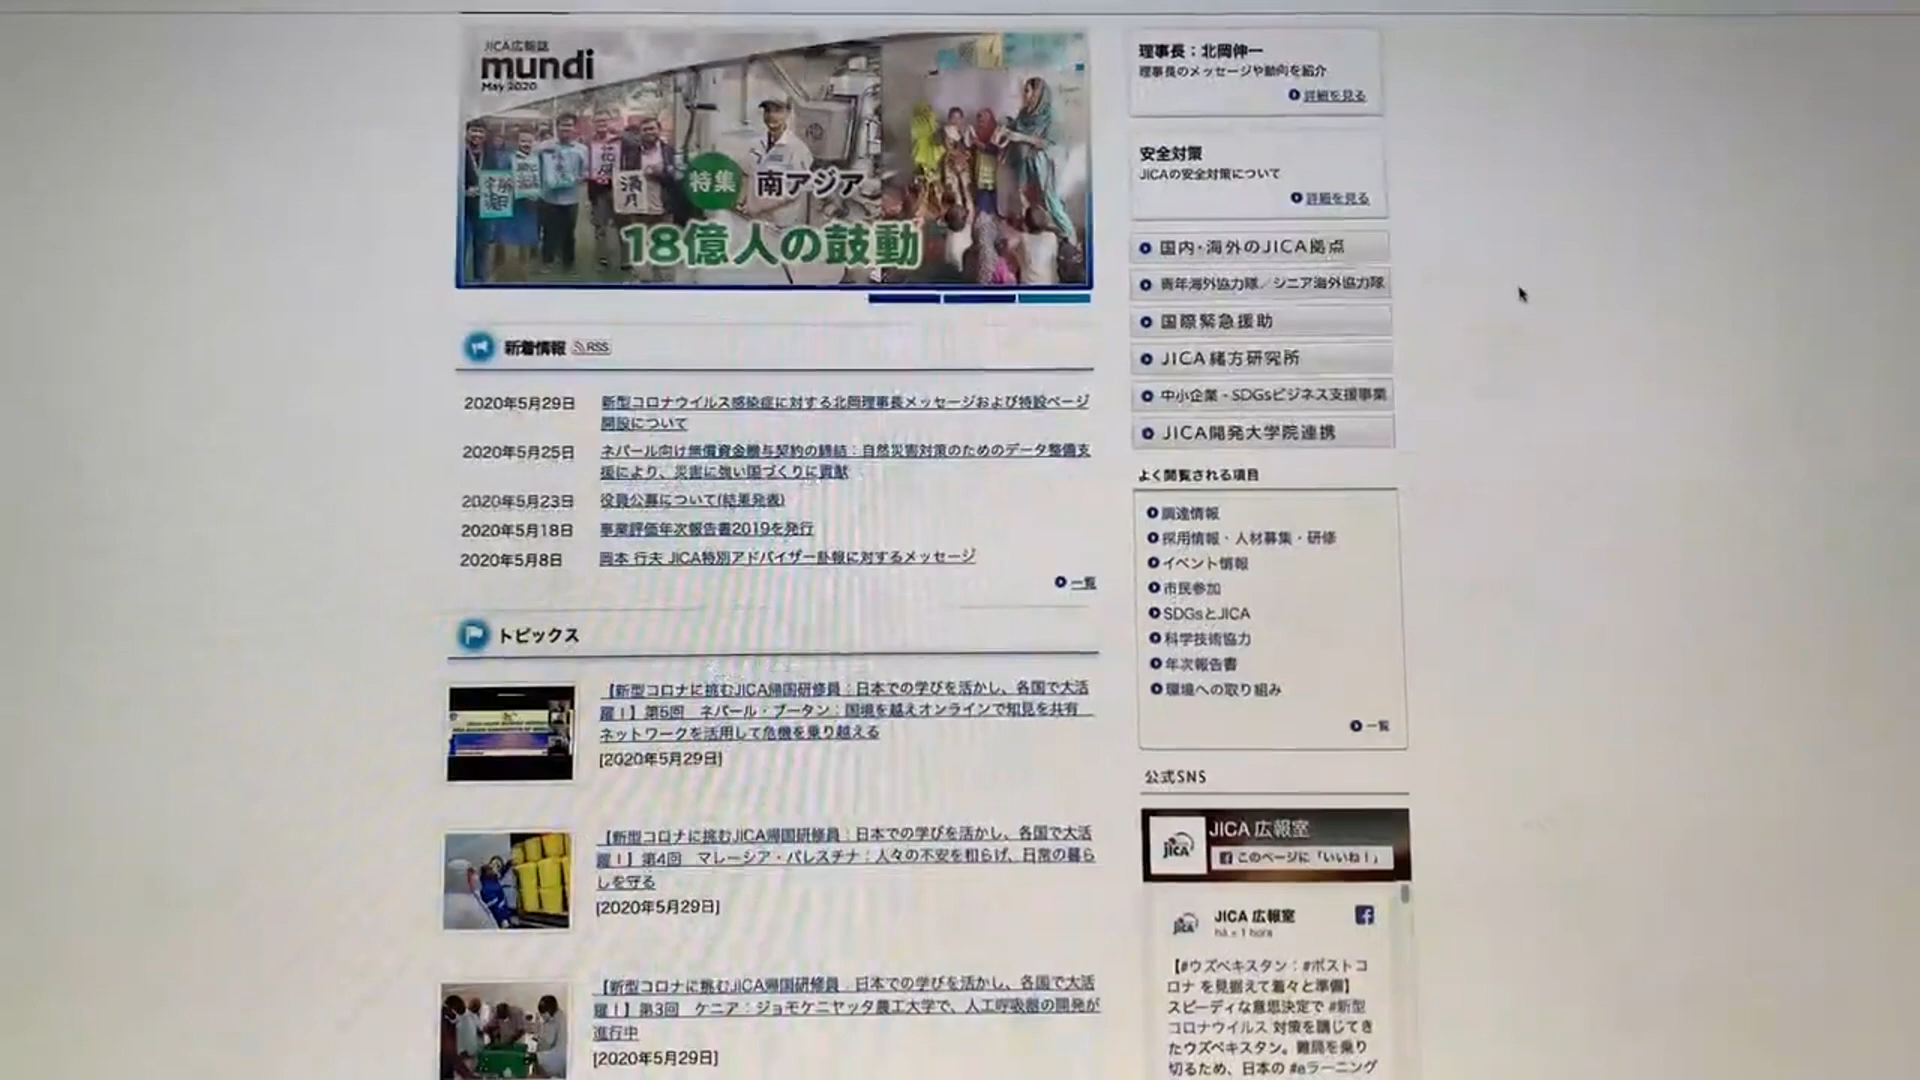 JICA広報誌
mundi
May 2020
満月
特集 南アジア
18億人の鼓動
新着情報 RSS
2020年5月29日 新型コロナウイルス感染症に対する北岡理事長メッセージおよび特設ページ
開設について
2020年5月25日 ネパール向け無償資金贈与契約の締結：自然災害対策のためのデータ整備支
援により、災害に強い国づくりに貢献
2020年5月23日 役員公募について(結果発表)
2020年5月18日 事業評価年次報告書2019を発行
2020年5月8日 岡本 行夫 JICA特別アドバイザー訃報に対するメッセージ
一覧
トピックス
【新型コロナに挑むJICA帰国研修員：日本での学びを活かし、各国で大活
躍！】第5回　ネパール・ブータン：国境を越えオンラインで知見を共有
ネットワークを活用して危機を乗り越える
[2020年5月29日]
【新型コロナに挑むJICA帰国研修員：日本での学びを活かし、各国で大活
躍！】第4回　マレーシア・パレスチナ：人々の不安を和らげ、日常の暮ら
しを守る
[2020年5月29日]
【新型コロナに挑むJICA帰国研修員：日本での学びを活かし、各国で大活
躍！】第3回　ケニア：ジョモケニヤッタ農工大学で、人工呼吸器の開発が
進行中
[2020年5月29日]
理事長：北岡伸一
理事長のメッセージや動向を紹介
詳細を見る
安全対策
JICAの安全対策について
詳細を見る
国内・海外のJICA拠点
青年海外協力隊／シニア海外協力隊
国際緊急援助
JICA緒方研究所
中小企業・SDGsビジネス支援事業
JICA開発大学院連携
よく閲覧される項目
調達情報
採用情報・人材募集・研修
イベント情報
市民参加
SDGsとJICA
科学技術協力
年次報告書
環境への取り組み
一覧
公式SNS
JICA 広報室
このページに「いいね！」
JICA 広報室
há ± 1 hora
【#ウズベキスタン：#ポストコ
ロナ を見据えて着々と準備】
スピーディな意思決定で #新型
コロナウイルス 対策を講じてき
たウズベキスタン。難局を乗り
切るため、日本の #eラーニング